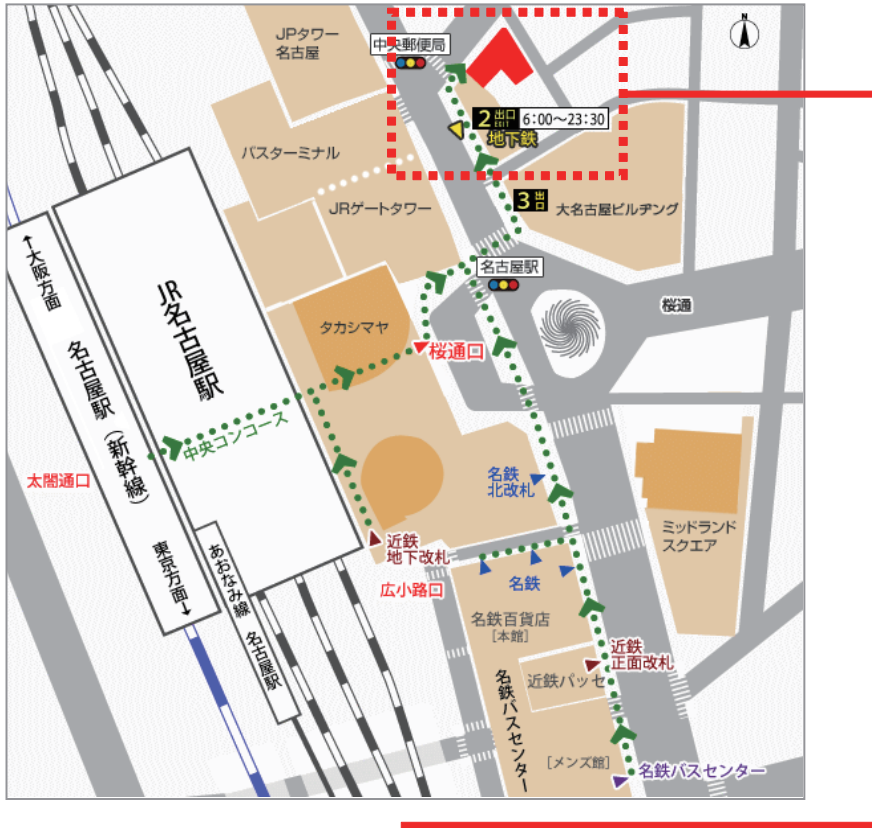 JPタワー
名古屋
中央郵便局
N
2 出口 EXIT 6:00〜23:30
地下鉄
バスターミナル
3 出口
大名古屋ビルヂング
JRゲートタワー
名古屋駅
←大阪方面
JR名古屋駅
桜通
タカシマヤ
桜通口
名古屋駅(新幹線)
中央コンコース
太閤通口
名鉄
北改札
ミッドランド
スクエア
近鉄
地下改札
東京方面→
あおなみ線 名古屋駅
広小路口
名鉄
名鉄百貨店
[本館]
近鉄
正面改札
近鉄パッセ
名鉄バスセンター
[メンズ館]
名鉄バスセンター